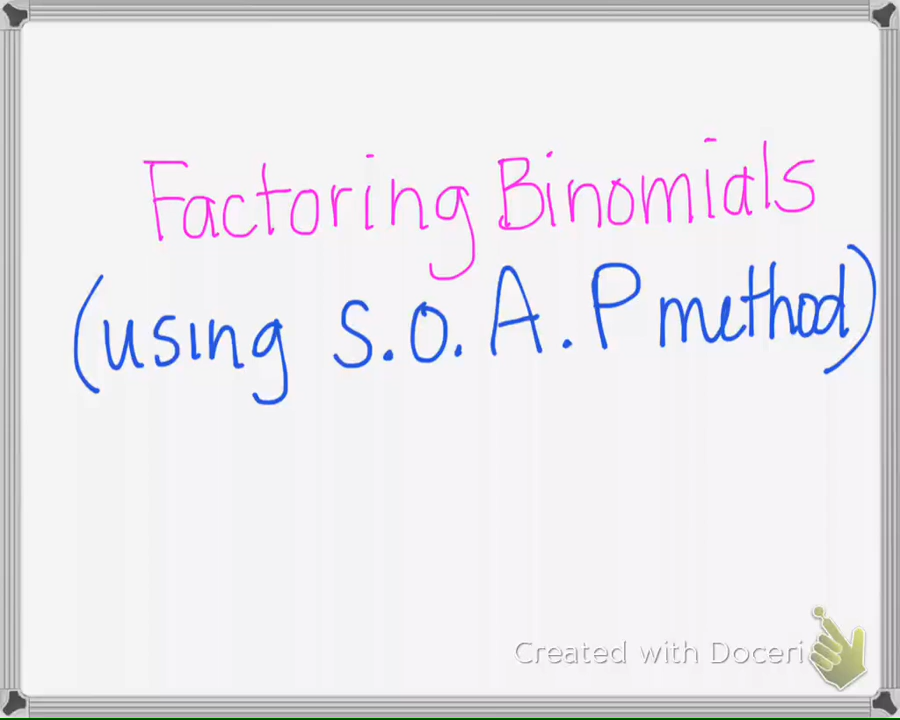 Factoring Binomials
(using S.O.A.P method)
Created with Doceri